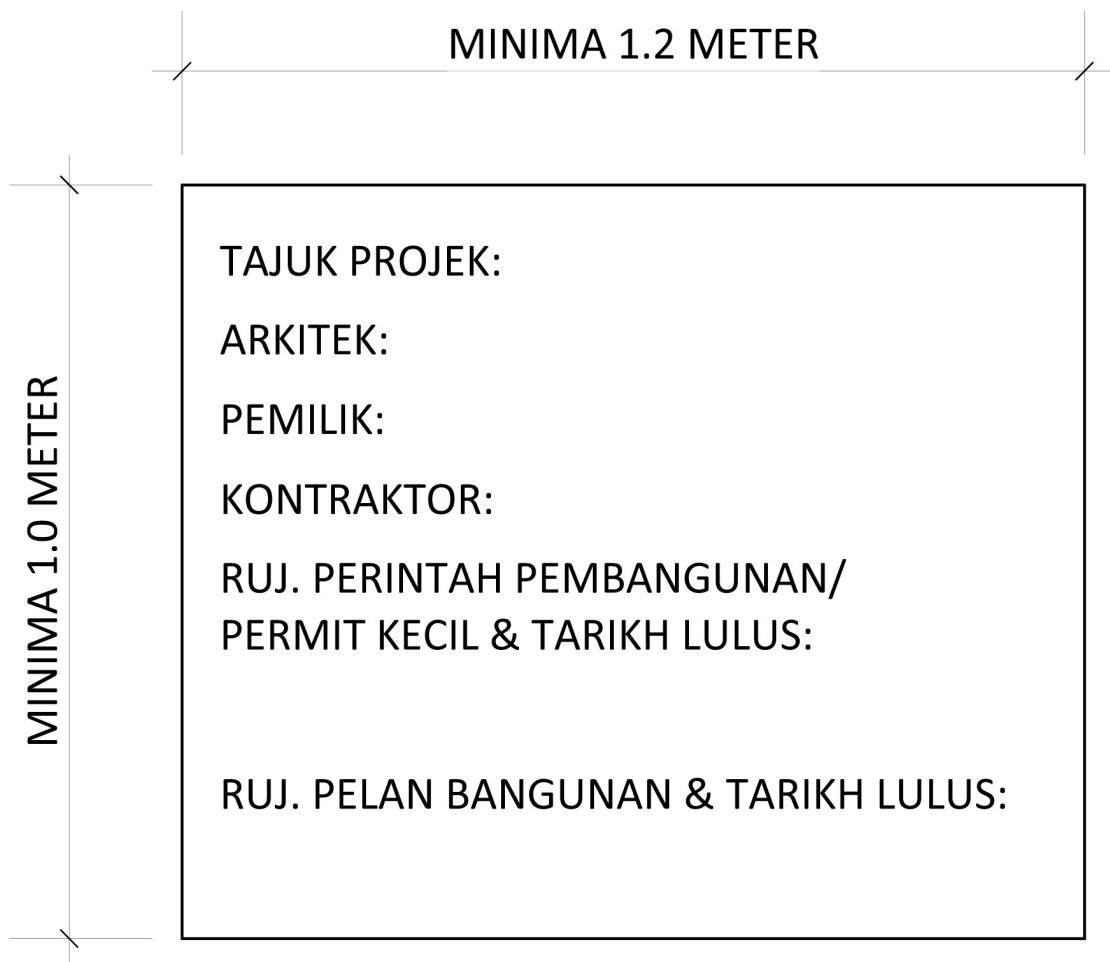 MINIMA 1.2 METER
MINIMA 1.0 METER
TAJUK PROJEK:
ARKITEK:
PEMILIK:
KONTRAKTOR:
RUJ. PERINTAH PEMBANGUNAN/
PERMIT KECIL & TARIKH LULUS:
RUJ. PELAN BANGUNAN & TARIKH LULUS: